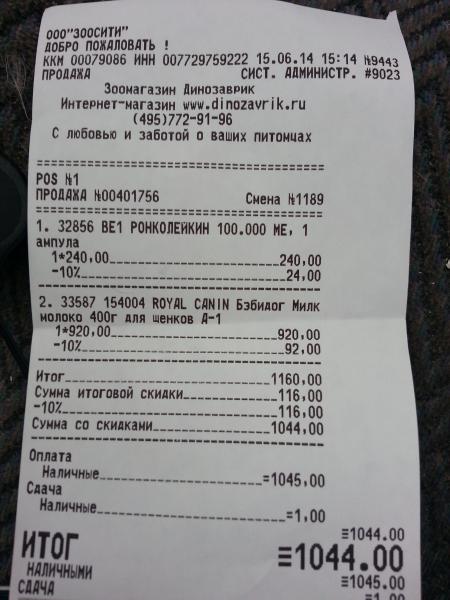 ООО"ЗООСИТИ"
ДОБРО ПОЖАЛОВАТЬ !
ККМ 00079086 ИНН 007729759222 15.06.14 15:14 №9443
ПРОДАЖА СИСТ. АДМИНИСТР. #9023
Зоомагазин Динозаврик
Интернет-магазин www.dinozavrik.ru
(495)772-91-96
С любовью и заботой о ваших питомцах
POS №1
ПРОДАЖА №00401756 Смена №1189
1. 32856 ВЕ1 РОНКОЛЕЙКИН 100.000 МЕ, 1
ампула
1*240,00 240,00
-10% 24,00
2. 33587 154004 ROYAL CANIN Бэбидог Милк
молоко 400г для щенков А-1
1*920,00 920,00
-10% 92,00
Итог 1160,00
Сумма итоговой скидки 116,00
-10% 116,00
Сумма со скидками 1044,00
Оплата
Наличные =1045,00
Сдача
Наличные =1,00
≡1044.00
ИТОГ ≡1044.00
НАЛИЧНЫМИ ≡1045.00
СДАЧА ≡1.00